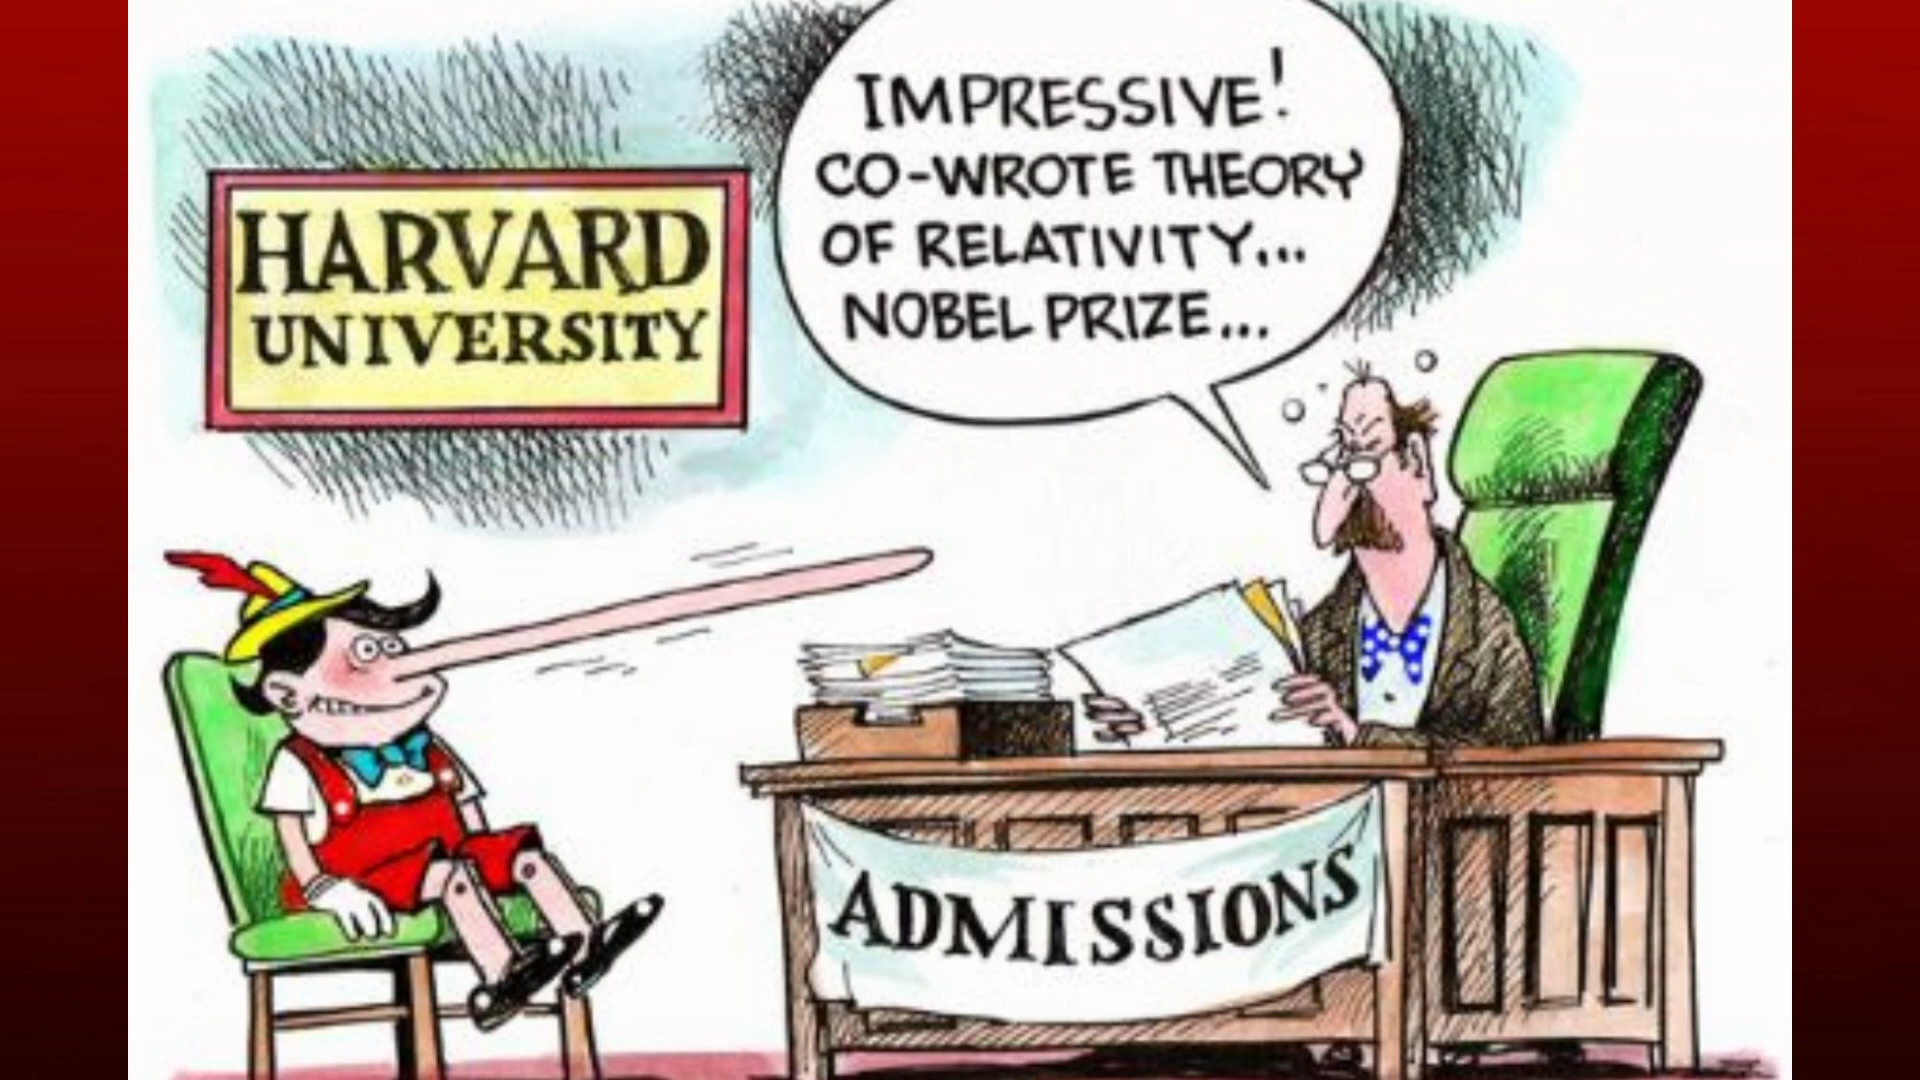 HARVARD
UNIVERSITY
IMPRESSIVE!
CO-WROTE THEORY
OF RELATIVITY...
NOBEL PRIZE...
ADMISSIONS